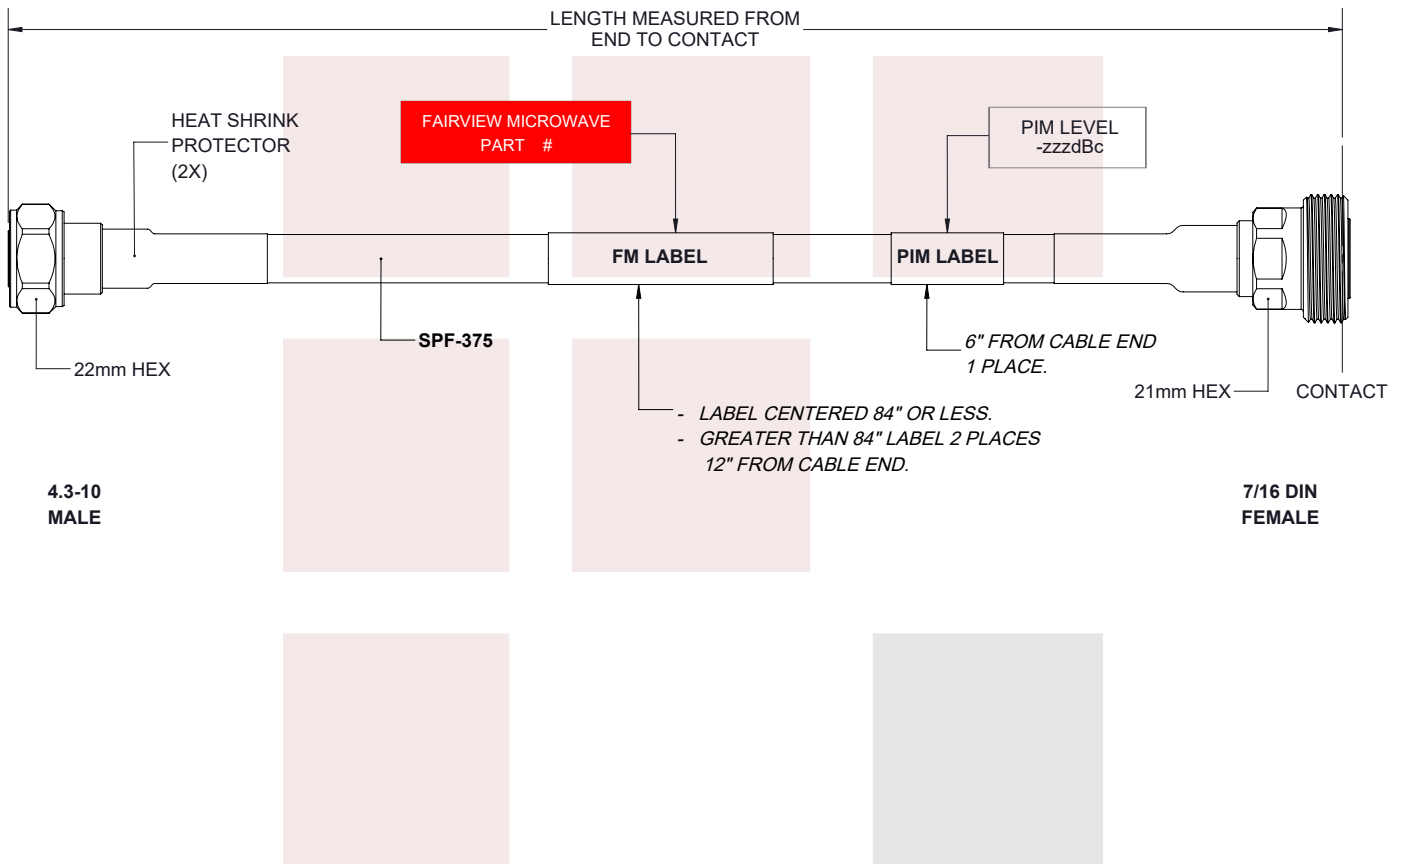 LENGTH MEASURED FROM
END TO CONTACT
HEAT SHRINK
PROTECTOR
(2X)
FAIRVIEW MICROWAVE
PART #
PIM LEVEL
-zzzdBc
FM LABEL
PIM LABEL
SPF-375
22mm HEX
6" FROM CABLE END
1 PLACE.
21mm HEX
CONTACT
- LABEL CENTERED 84" OR LESS.
- GREATER THAN 84" LABEL 2 PLACES
12" FROM CABLE END.
4.3-10
MALE
7/16 DIN
FEMALE